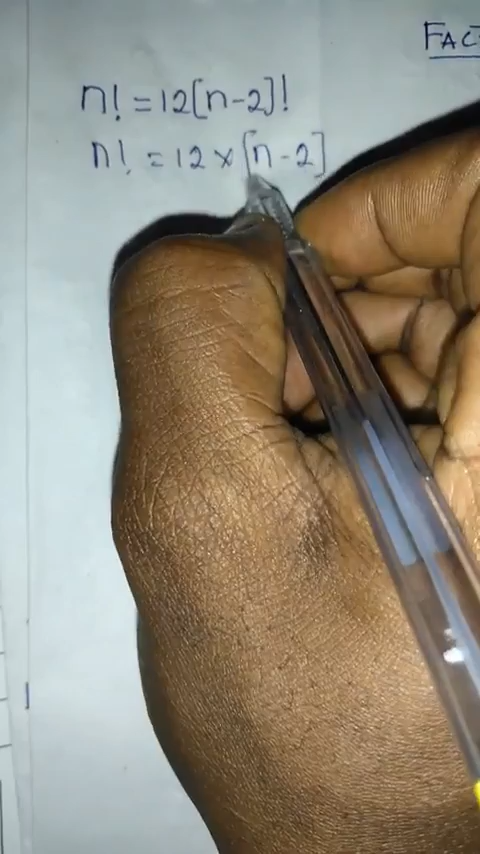 FAC
n! = 12[n-2]!
n! = 12 × [n-2]